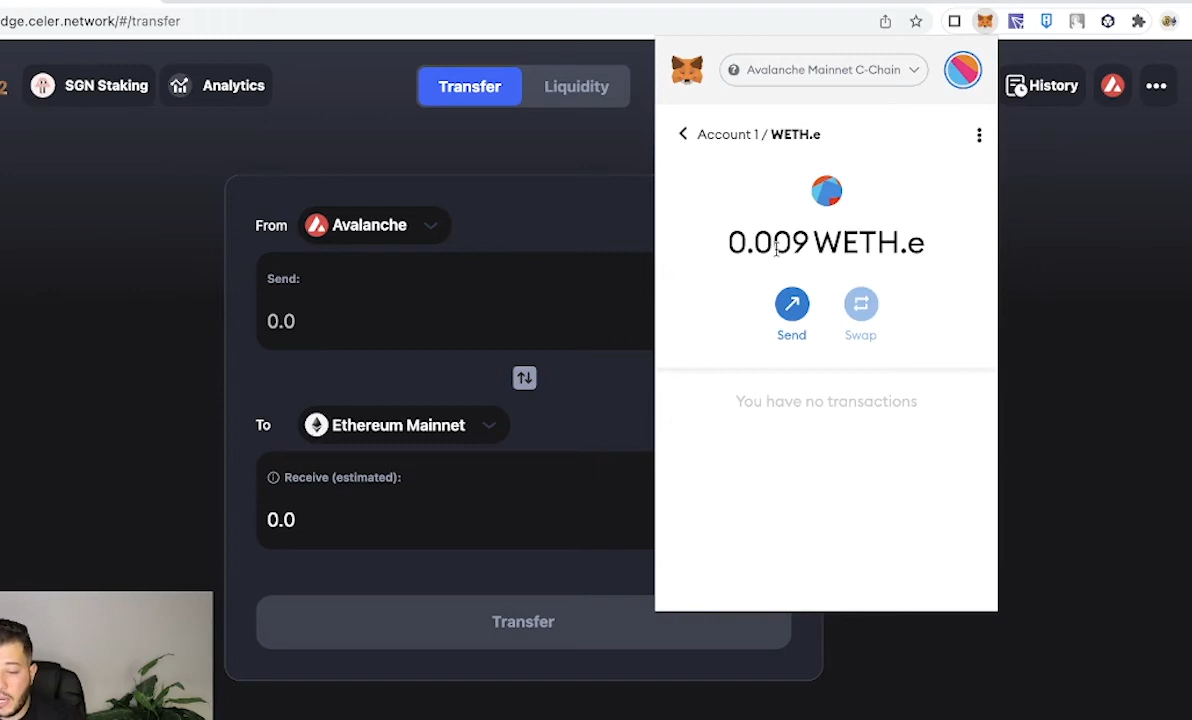 dge.celer.network/#/transfer
2
SGN Staking
Analytics
Transfer
Liquidity
Avalanche Mainnet C-Chain
History
Account 1 / WETH.e
0.009 WETH.e
Send
Swap
You have no transactions
From
Avalanche
Send:
0.0
To
Ethereum Mainnet
Receive (estimated):
0.0
Transfer